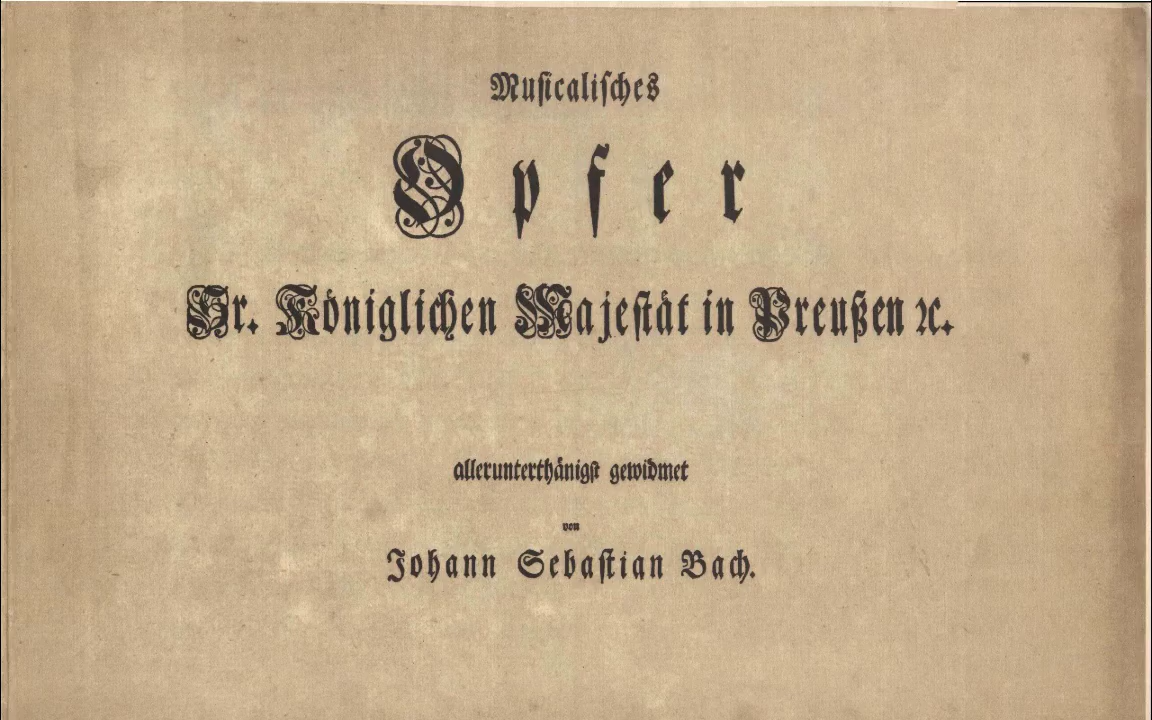 Musicalisches
Opfer
Sr. Königlichen Majestät in Preußen ꝛc.
allerunterthänigst gewidmet
von
Johann Sebastian Bach.